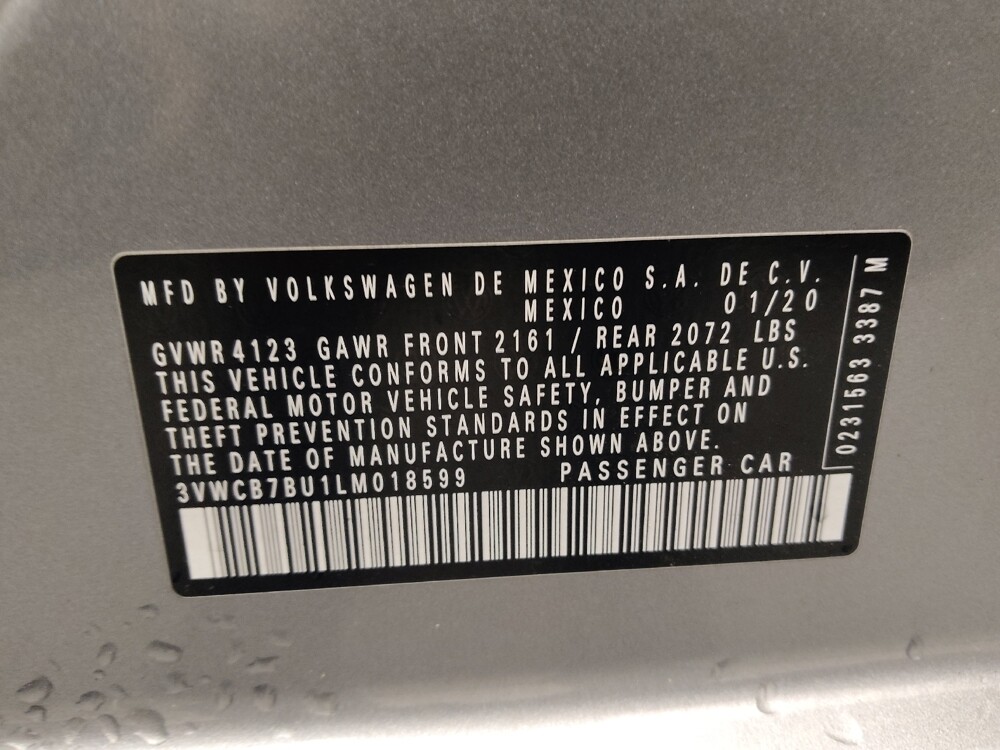 MFD BY VOLKSWAGEN DE MEXICO S.A. DE C.V.
MEXICO 01/20
GVWR 4123 GAWR FRONT 2161 / REAR 2072 LBS
THIS VEHICLE CONFORMS TO ALL APPLICABLE U.S.
FEDERAL MOTOR VEHICLE SAFETY, BUMPER AND
THEFT PREVENTION STANDARDS IN EFFECT ON
THE DATE OF MANUFACTURE SHOWN ABOVE.
3VWCB7BU1LM018599 PASSENGER CAR
0231563 3387 M